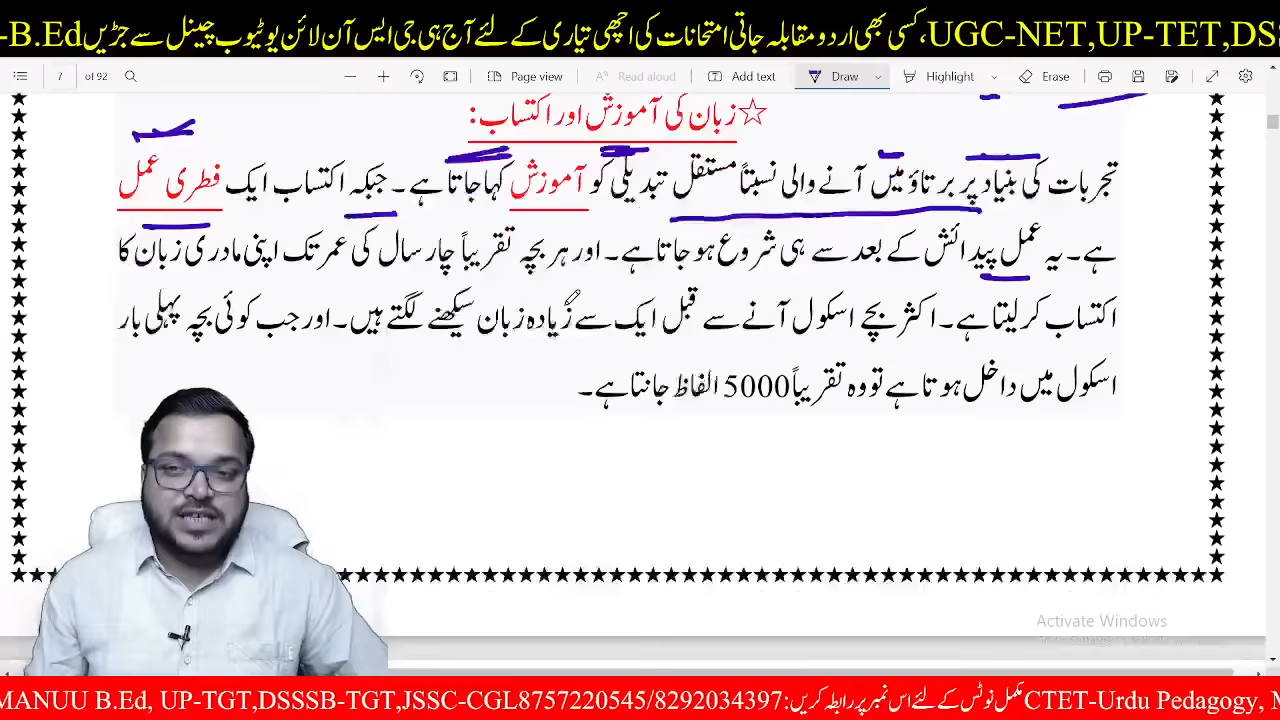 UGC-NET,UP-TET,DSS، کسی بھی اردو مقابلہ جاتی امتحانات کی اچھی تیاری کے لئے آج ہی جی ایس آن لائن یوٹیوب چینل سے جڑیں B.Ed-
7 of 92 Page view Read aloud Add text Draw Highlight Erase
☆زبان کی آموزش اور اکتساب:
تجربات کی بنیاد پر برتاؤ میں آنے والی نسبتاً مستقل تبدیلی کو آموزش کہا جاتا ہے۔ جبکہ اکتساب ایک فطری عمل
ہے۔ یہ عمل پیدائش کے بعد سے ہی شروع ہو جاتا ہے۔ اور ہر بچہ تقریباً چار سال کی عمر تک اپنی مادری زبان کا
اکتساب کر لیتا ہے۔ اکثر بچے اسکول آنے سے قبل ایک سے زیادہ زبان سیکھنے لگتے ہیں۔ اور جب کوئی بچہ پہلی بار
اسکول میں داخل ہوتا ہے تو وہ تقریباً 5000 الفاظ جانتا ہے۔
Activate Windows
MANUU B.Ed, UP-TGT,DSSSB-TGT,JSSC-CGL8757220545/8292034397:مکمل نوٹس کے لئے اس نمبر پر رابطہ کریں CTET-Urdu Pedagogy,